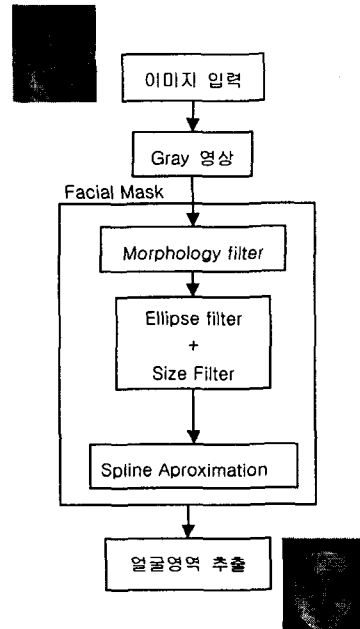 이미지 입력
Gray 영상
Facial Mask
Morphology filter
Ellipse filter
+
Size Filter
Spline Aproximation
얼굴영역 추출